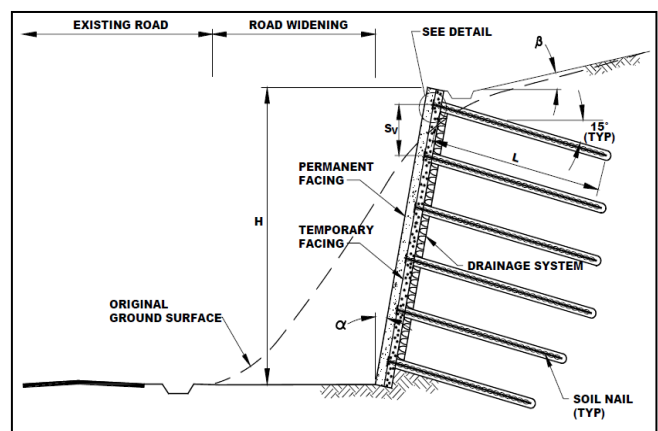 EXISTING ROAD
ROAD WIDENING
SEE DETAIL
β
15°
(TYP)
SV
L
PERMANENT
FACING
H
TEMPORARY
FACING
DRAINAGE SYSTEM
ORIGINAL
GROUND SURFACE
α
SOIL NAIL
(TYP)